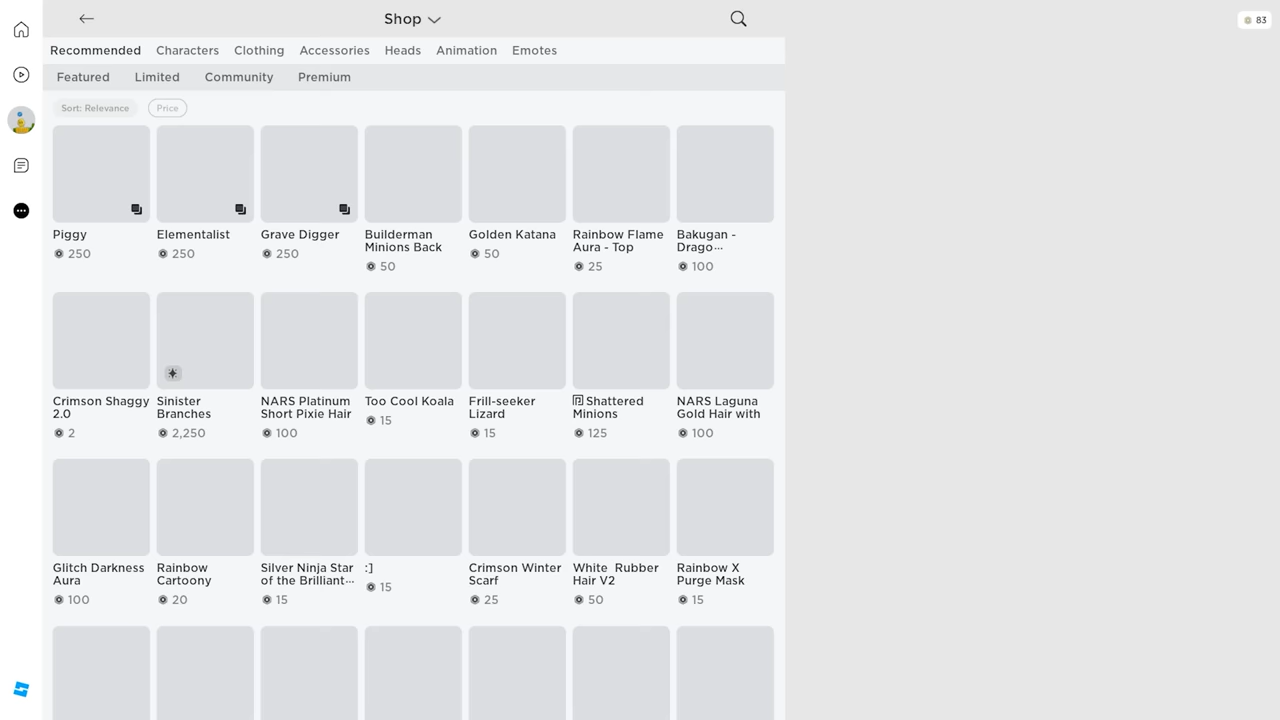 Shop
83
Recommended Characters Clothing Accessories Heads Animation Emotes
Featured Limited Community Premium
Sort: Relevance Price
Piggy
250
Elementalist
250
Grave Digger
250
Builderman
Minions Back
50
Golden Katana
50
Rainbow Flame
Aura - Top
25
Bakugan -
Drago...
100
Crimson Shaggy
2.0
2
Sinister
Branches
2,250
NARS Platinum
Short Pixie Hair
100
Too Cool Koala
15
Frill-seeker
Lizard
15
Shattered
Minions
125
NARS Laguna
Gold Hair with
100
Glitch Darkness
Aura
100
Rainbow
Cartoony
20
Silver Ninja Star
of the Brilliant...
15
:]
15
Crimson Winter
Scarf
25
White Rubber
Hair V2
50
Rainbow X
Purge Mask
15